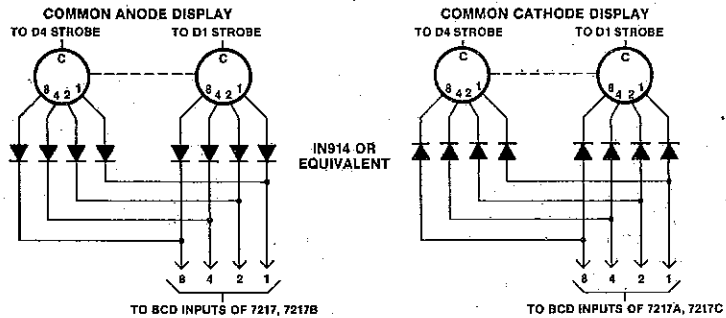 COMMON ANODE DISPLAY
TO D4 STROBE TO D1 STROBE
C C
8 4 2 1 8 4 2 1
8 4 2 1
TO BCD INPUTS OF 7217, 7217B
IN914 OR
EQUIVALENT
COMMON CATHODE DISPLAY
TO D4 STROBE TO D1 STROBE
C C
8 4 2 1 8 4 2 1
8 4 2 1
TO BCD INPUTS OF 7217A, 7217C